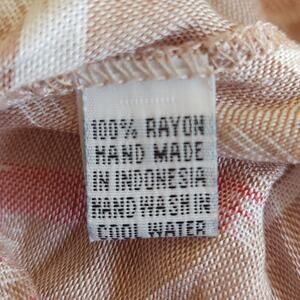 100% RAYON
HAND MADE
IN INDONESIA
HAND WASH IN
COOL WATER